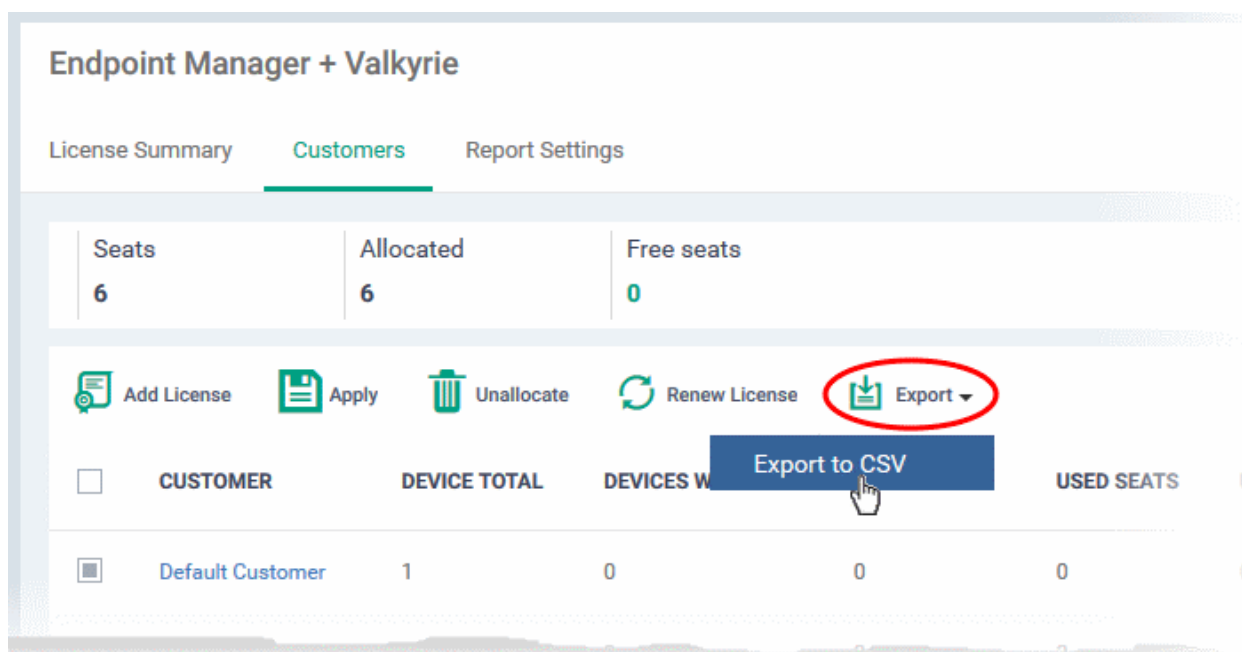 Endpoint Manager + Valkyrie
License Summary Customers Report Settings
Seats Allocated Free seats
6 6 0
Add License Apply Unallocate Renew License Export
Export to CSV
CUSTOMER DEVICE TOTAL DEVICES W USED SEATS
Default Customer 1 0 0 0